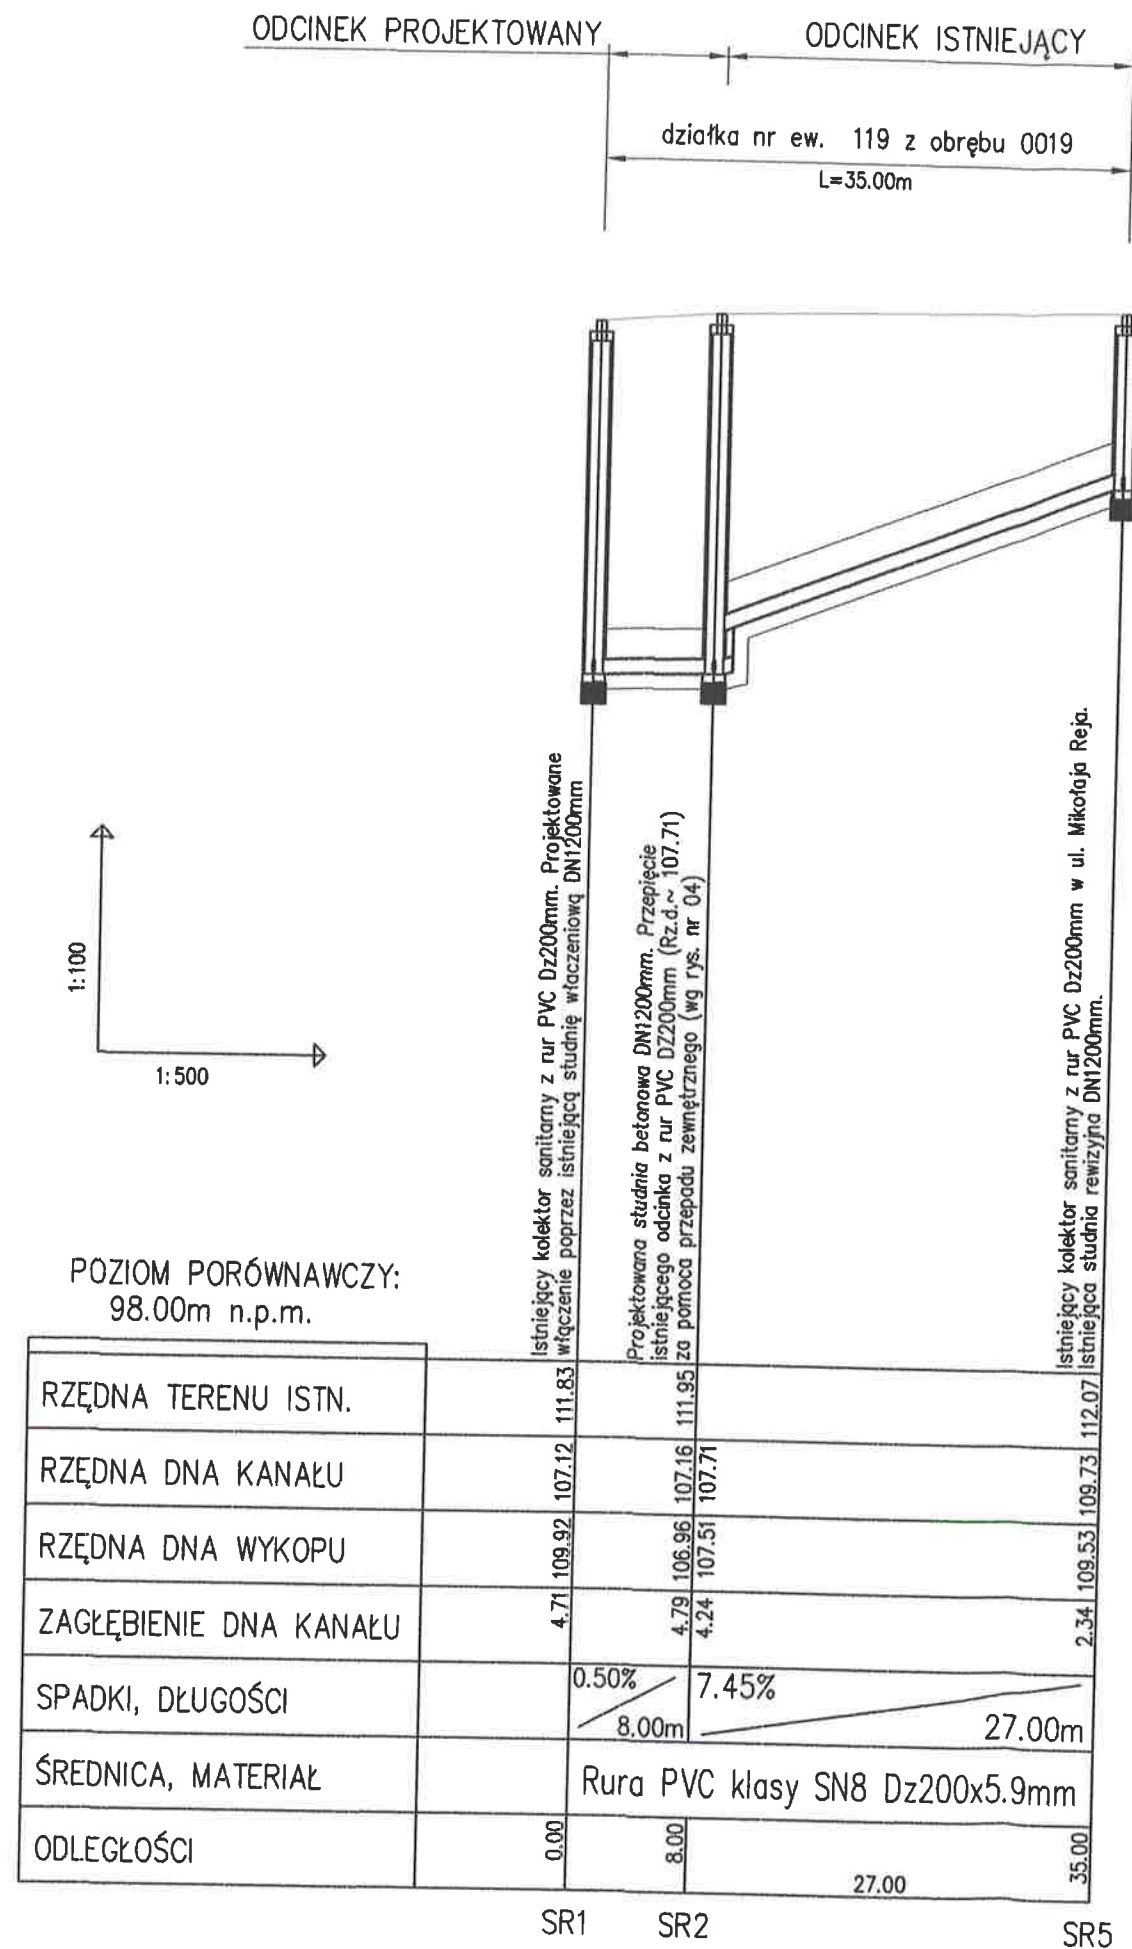 ODCINEK PROJEKTOWANY
ODCINEK ISTNIEJĄCY
działka nr ew. 119 z obrębu 0019
L=35.00m
Istniejący kolektor sanitarny z rur PVC Dz200mm. Projektowane
włączenie poprzez istniejącą studnię włączeniową DN1200mm
Projektowana studnia betonowa DN1200mm. Przepięcie
istniejącego odcinka z rur PVC DZ200mm (Rz.d.~ 107.71)
za pomocą przepadu zewnętrznego (wg rys. nr 04)
Istniejący kolektor sanitarny z rur PVC Dz200mm w ul. Mikołaja Reja.
Istniejąca studnia rewizyjna DN1200mm.
1:100
1:500
POZIOM PORÓWNAWCZY:
98.00m n.p.m.
RZĘDNA TERENU ISTN. 111.83 111.95 112.07
RZĘDNA DNA KANAŁU 107.12 107.16 107.71 109.73
RZĘDNA DNA WYKOPU 109.92 106.96 107.51 109.53
ZAGŁĘBIENIE DNA KANAŁU 4.71 4.79 4.24 2.34
SPADKI, DŁUGOŚCI 0.50% 8.00m 7.45% 27.00m
ŚREDNICA, MATERIAŁ Rura PVC klasy SN8 Dz200x5.9mm
ODLEGŁOŚCI 0.00 8.00 27.00 35.00
SR1 SR2 SR5